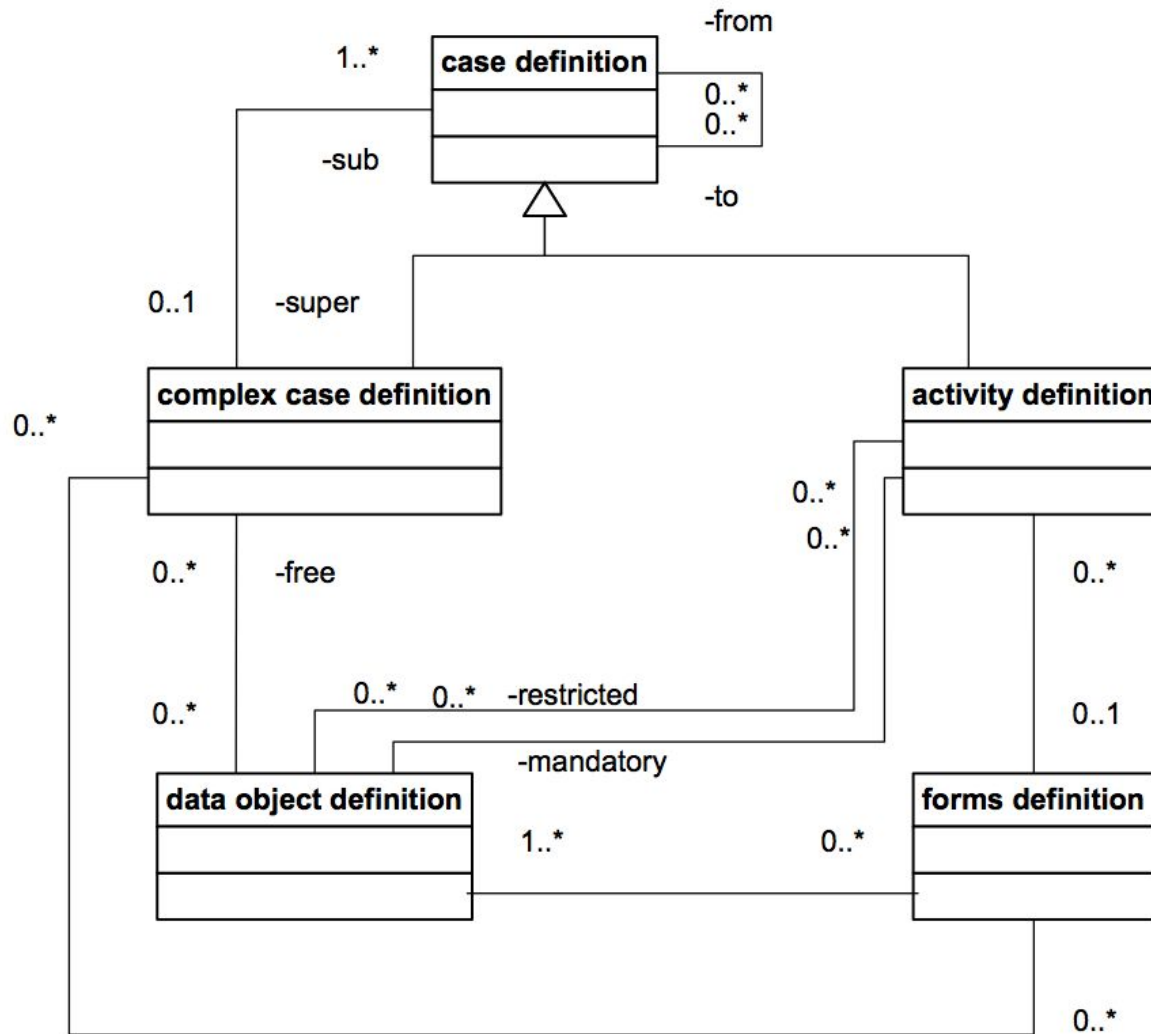 -from
1..*
case definition
0..*
0..*
-sub
-to
0..1
-super
complex case definition
activity definition
0..*
0..*
0..*
0..*
-free
0..*
0..*
0..*
-restricted
0..*
0..1
-mandatory
data object definition
forms definition
1..*
0..*
0..*